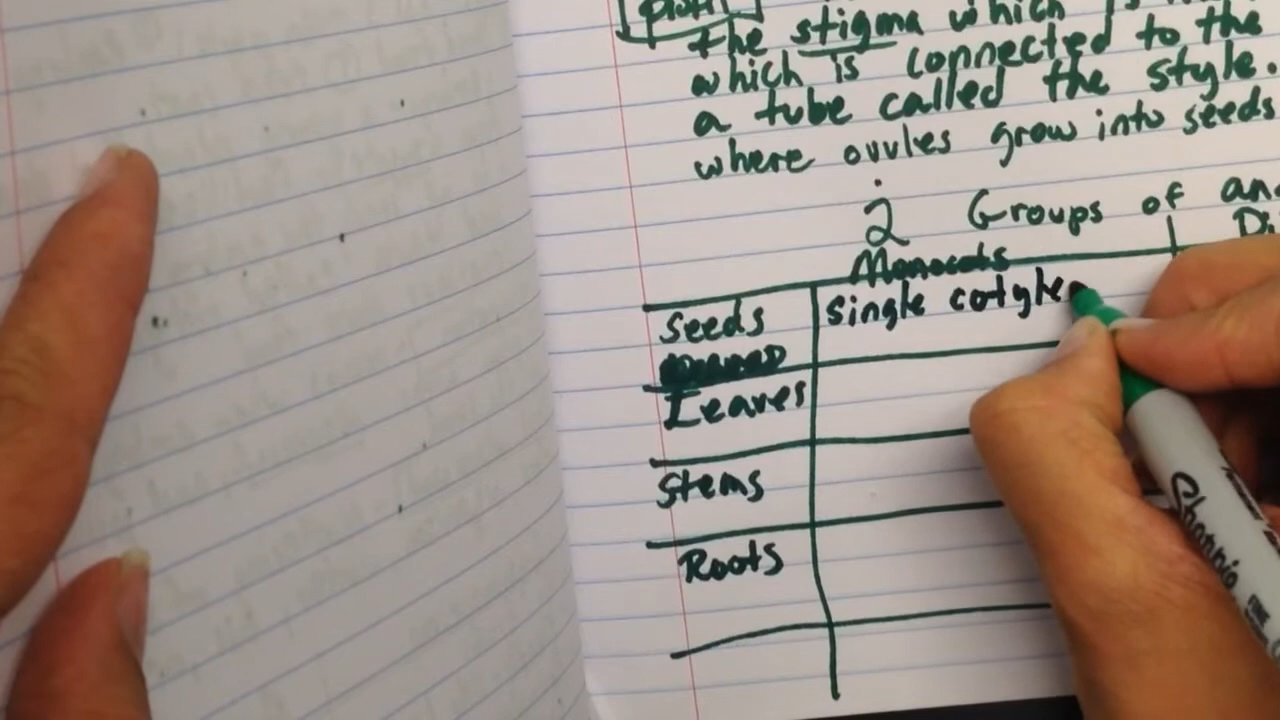 the stigma which
which is connected to the
a tube called the style.
where ovules grow into seeds
2 Groups of an
Monocots Di
Seeds single cotyle
Leaves
Stems
Roots
Sharpie